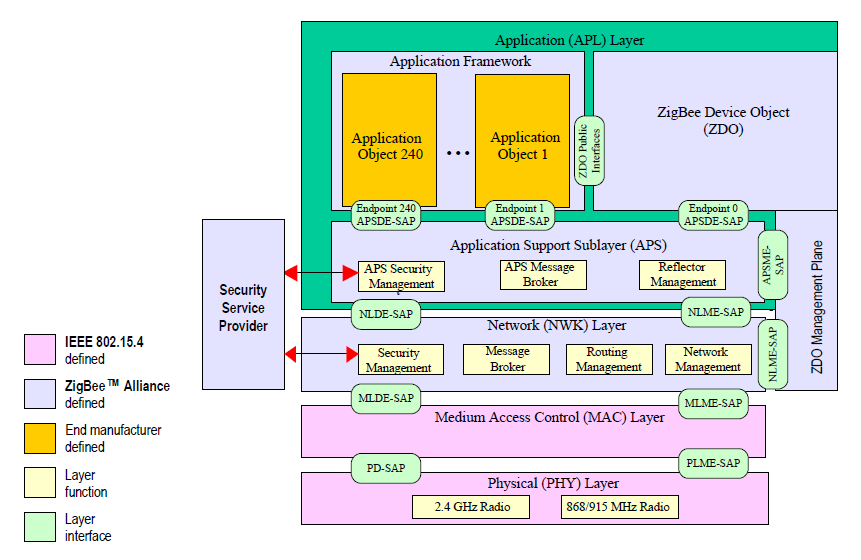 Application (APL) Layer
Application Framework
Application
Object 240
...
Application
Object 1
ZDO Public
Interfaces
ZigBee Device Object
(ZDO)
Endpoint 240
APSDE-SAP
Endpoint 1
APSDE-SAP
Endpoint 0
APSDE-SAP
Application Support Sublayer (APS)
APS Security
Management
APS Message
Broker
Reflector
Management
APSME-
SAP
ZDO Management Plane
Security
Service
Provider
NLDE-SAP
NLME-SAP
Network (NWK) Layer
Security
Management
Message
Broker
Routing
Management
Network
Management
NLME-SAP
MLDE-SAP
MLME-SAP
Medium Access Control (MAC) Layer
PD-SAP
PLME-SAP
Physical (PHY) Layer
2.4 GHz Radio
868/915 MHz Radio
IEEE 802.15.4
defined
ZigBee™ Alliance
defined
End manufacturer
defined
Layer
function
Layer
interface